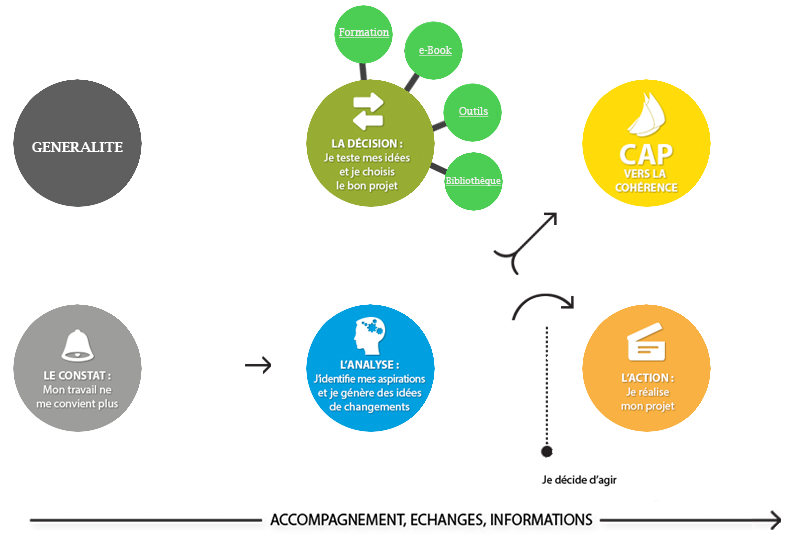 Formation
e-Book
Outils
Bibliothèque
GENERALITE
LA DÉCISION :
Je teste mes idées
et je choisis
le bon projet
CAP
VERS LA
COHÉRENCE
LE CONSTAT :
Mon travail ne
me convient plus
L'ANALYSE :
J'identifie mes aspirations
et je génère des idées
de changements
L'ACTION :
Je réalise
mon projet
Je décide d'agir
ACCOMPAGNEMENT, ECHANGES, INFORMATIONS